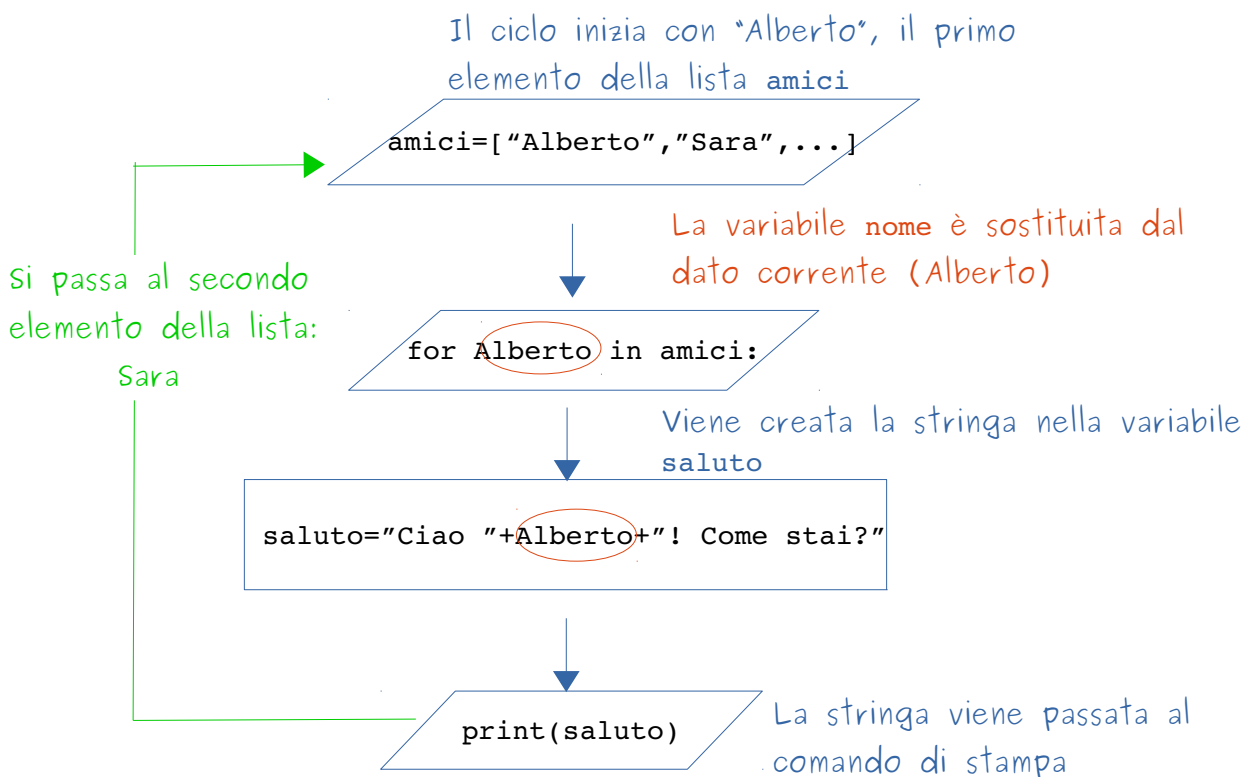 Il ciclo inizia con “Alberto”, il primo
elemento della lista amici
amici=[“Alberto”,”Sara”,...]
La variabile nome è sostituita dal
dato corrente (Alberto)
Si passa al secondo
elemento della lista:
Sara
for Alberto in amici:
Viene creata la stringa nella variabile
saluto
saluto=”Ciao ”+Alberto+”! Come stai?”
print(saluto)
La stringa viene passata al
comando di stampa